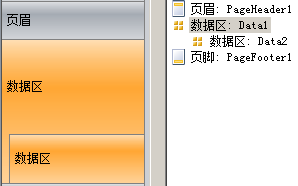 页眉
数据区
数据区
页眉: PageHeader1
数据区: Data1
数据区: Data2
页脚: PageFooter1